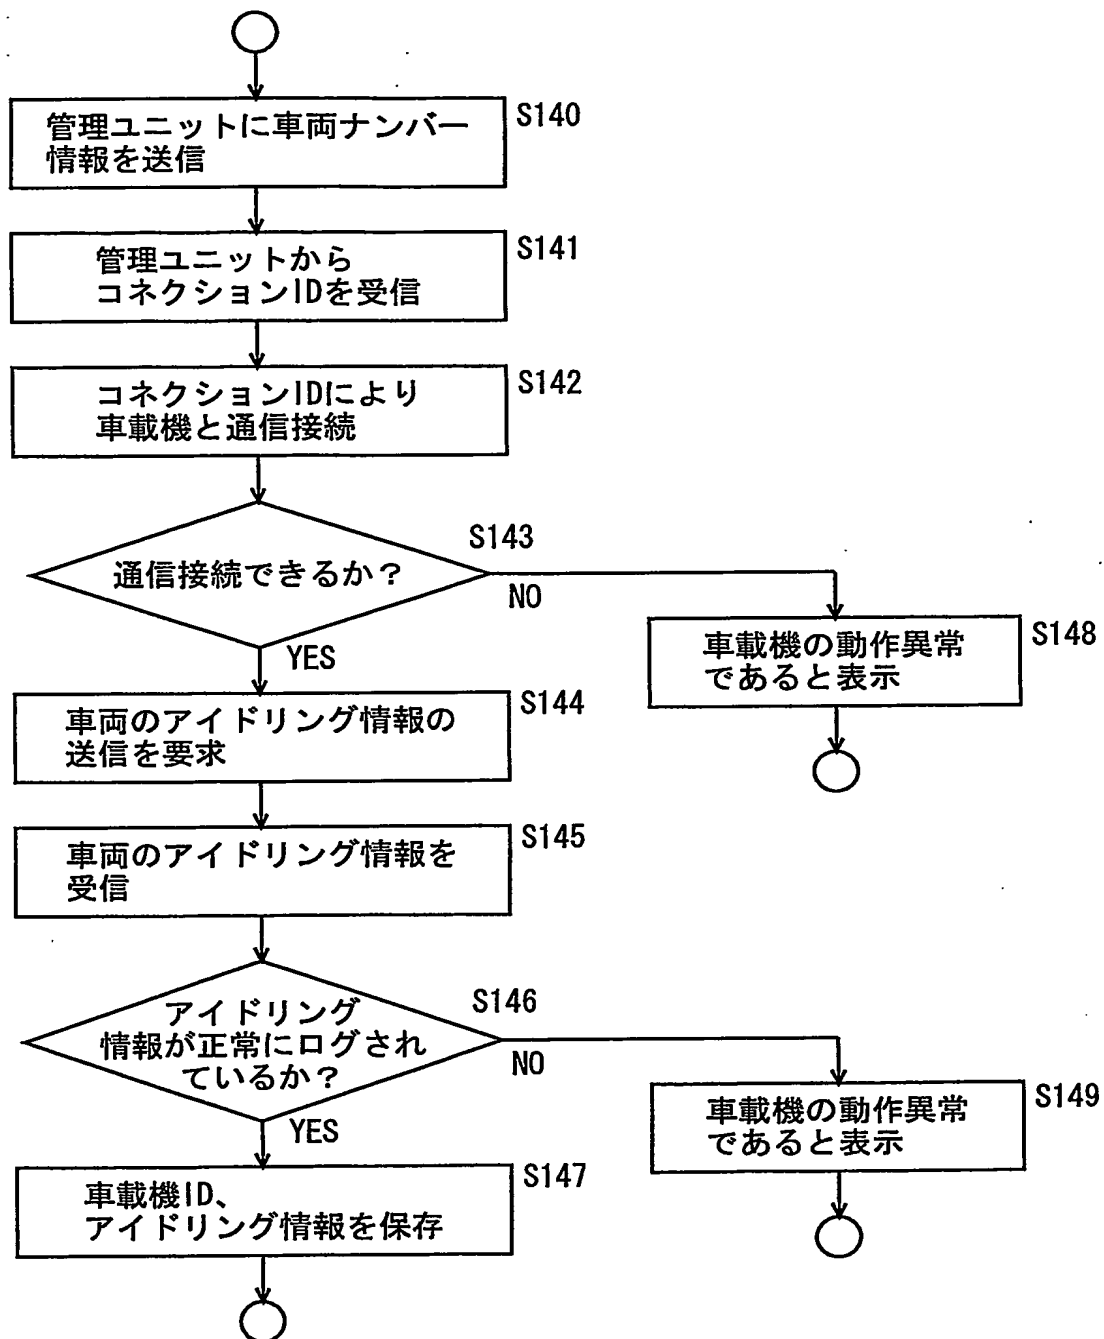 S140
管理ユニットに車両ナンバー
情報を送信
S141
管理ユニットから
コネクションIDを受信
S142
コネクションIDにより
車載機と通信接続
S143
通信接続できるか？
NO
YES
S148
車載機の動作異常
であると表示
S144
車両のアイドリング情報の
送信を要求
S145
車両のアイドリング情報を
受信
S146
アイドリング
情報が正常にログされ
ているか？
NO
YES
S149
車載機の動作異常
であると表示
S147
車載機ID、
アイドリング情報を保存